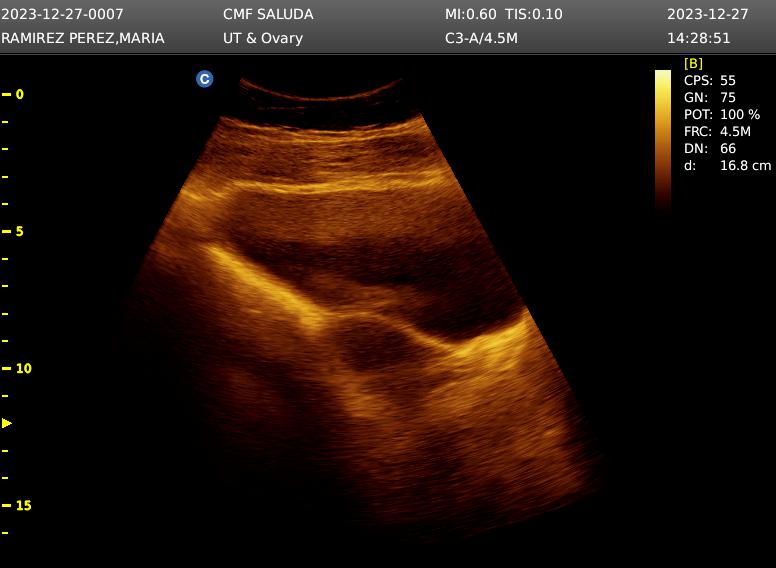 2023-12-27-0007 CMF SALUDA MI:0.60 TIS:0.10 2023-12-27
RAMIREZ PEREZ,MARIA UT & Ovary C3-A/4.5M 14:28:51
C
[B]
CPS: 55
GN: 75
POT: 100 %
FRC: 4.5M
DN: 66
d: 16.8 cm
0
5
10
15